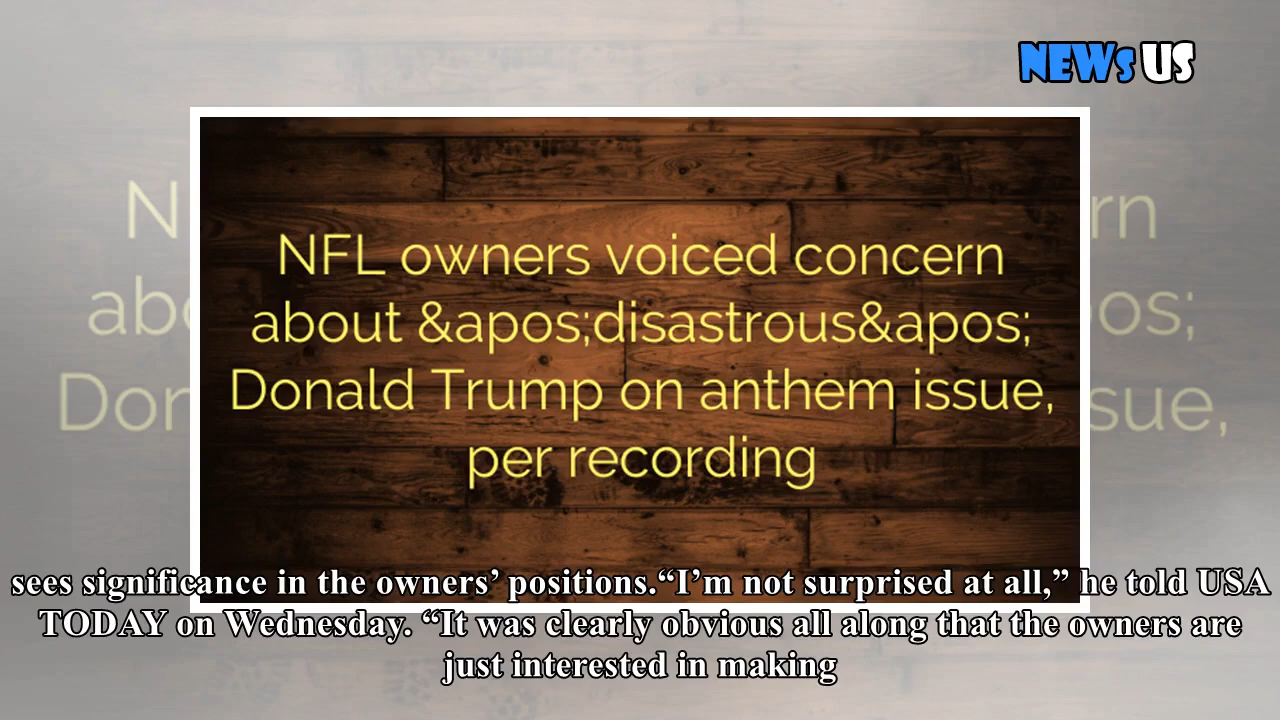 NEWs US
NFL owners voiced concern
about &apos;disastrous&apos;
Donald Trump on anthem issue,
per recording
sees significance in the owners’ positions.“I’m not surprised at all,” he told USA
TODAY on Wednesday. “It was clearly obvious all along that the owners are
just interested in making